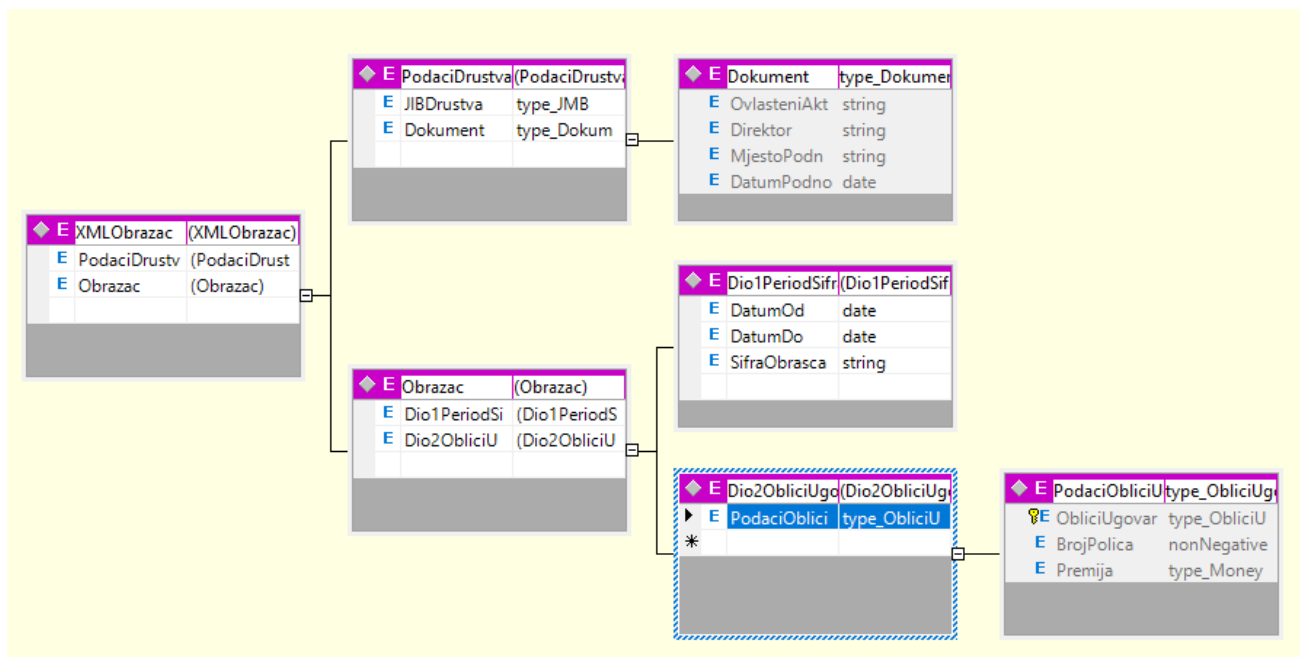 E XMLObrazac (XMLObrazac)
E PodaciDrustv (PodaciDrust
E Obrazac (Obrazac)
E PodaciDrustva (PodaciDrustva
E JIBDrustva type_JMB
E Dokument type_Dokum
E Dokument type_Dokumen
E OvlasteniAkt string
E Direktor string
E MjestoPodn string
E DatumPodno date
E Obrazac (Obrazac)
E Dio1PeriodSi (Dio1PeriodS
E Dio2ObliciU (Dio2ObliciU
E Dio1PeriodSifr (Dio1PeriodSif
E DatumOd date
E DatumDo date
E SifraObrasca string
E Dio2ObliciUgo (Dio2ObliciUgo
E PodaciOblici type_ObliciU
E PodaciObliciU type_ObliciUgo
E ObliciUgovar type_ObliciU
E BrojPolica nonNegative
E Premija type_Money